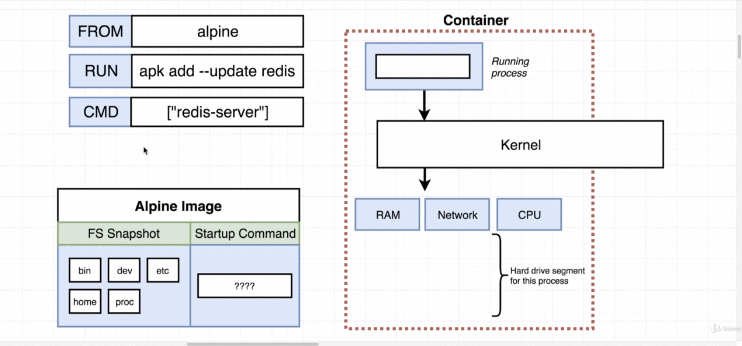 FROM alpine
RUN apk add --update redis
CMD ["redis-server"]
Alpine Image
FS Snapshot Startup Command
bin dev etc
home proc
????
Container
Running
process
Kernel
RAM Network CPU
Hard drive segment
for this process
Udemy